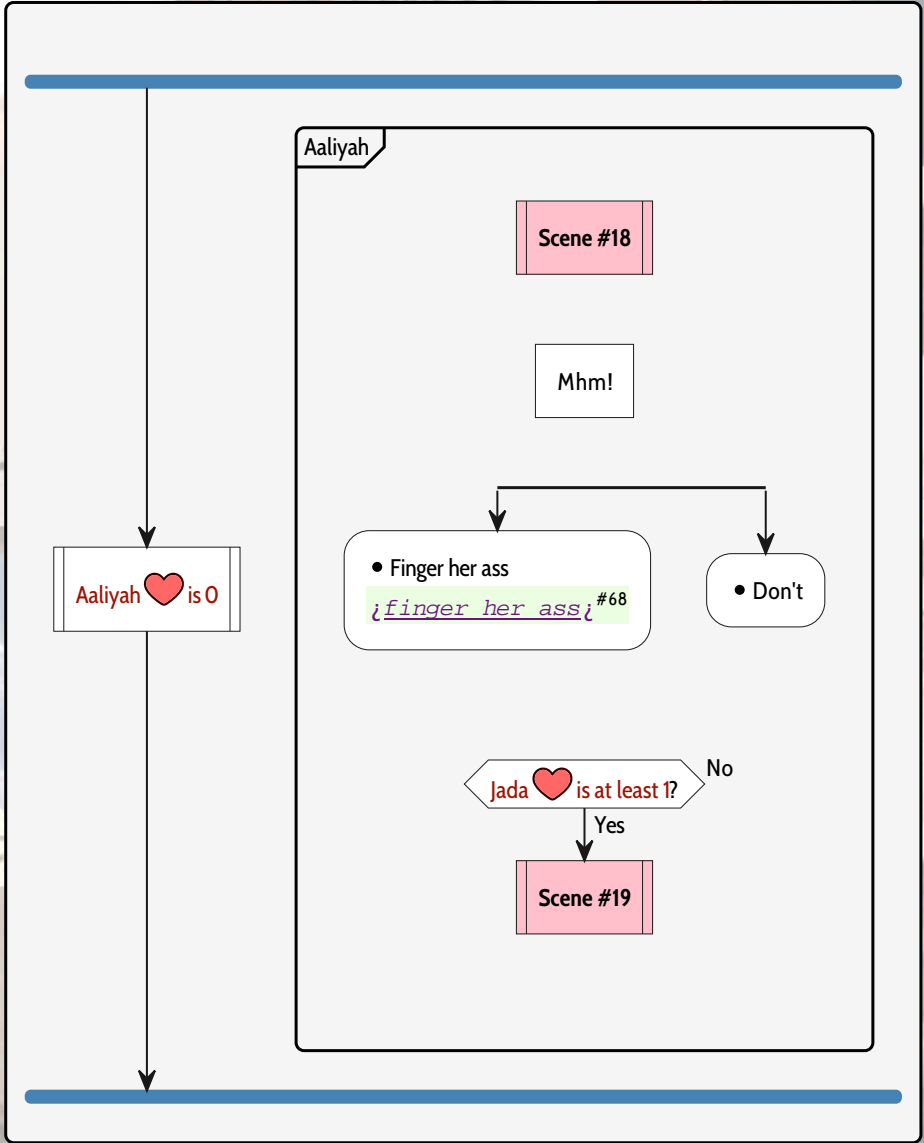 Aaliyah
Scene #18
Mhm!
• Finger her ass
¿finger her ass¿#68
• Don't
Aaliyah is 0
Jada is at least 1?
No
Yes
Scene #19